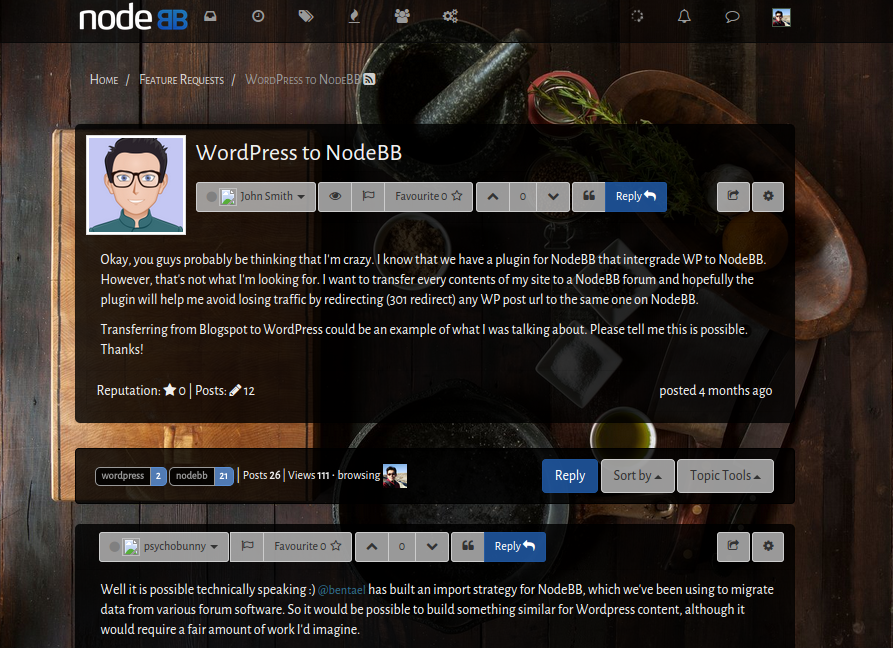 nodeBB
Home / Feature Requests / WordPress to NodeBB
WordPress to NodeBB
John Smith Favourite 0 0 Reply
Okay, you guys probably be thinking that I'm crazy. I know that we have a plugin for NodeBB that intergrade WP to NodeBB.
However, that's not what I'm looking for. I want to transfer every contents of my site to a NodeBB forum and hopefully the
plugin will help me avoid losing traffic by redirecting (301 redirect) any WP post url to the same one on NodeBB.
Transferring from Blogspot to WordPress could be an example of what I was talking about. Please tell me this is possible.
Thanks!
Reputation: 0 | Posts: 12 posted 4 months ago
wordpress 2 nodebb 21 | Posts 26 | Views 111 · browsing Reply Sort by Topic Tools
psychobunny Favourite 0 0 Reply
Well it is possible technically speaking :) @bentael has built an import strategy for NodeBB, which we've been using to migrate
data from various forum software. So it would be possible to build something similar for Wordpress content, although it
would require a fair amount of work I'd imagine.